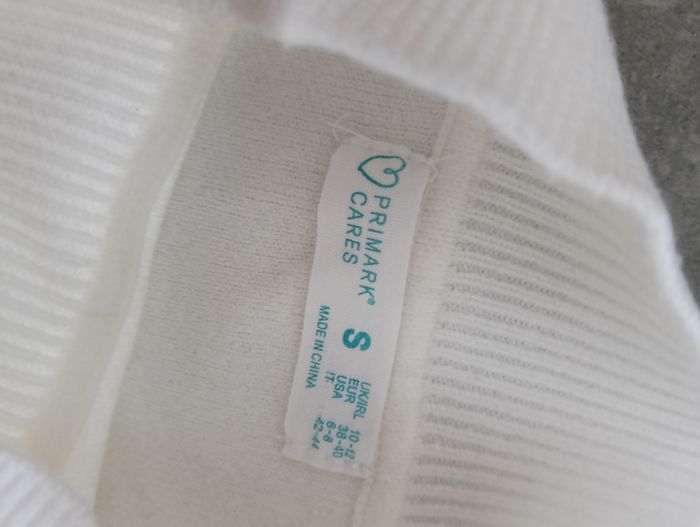 PRIMARK®
CARES
S
UK/IRL 10-12
EUR 38-40
USA 6-8
IT. 42-44
MADE IN CHINA